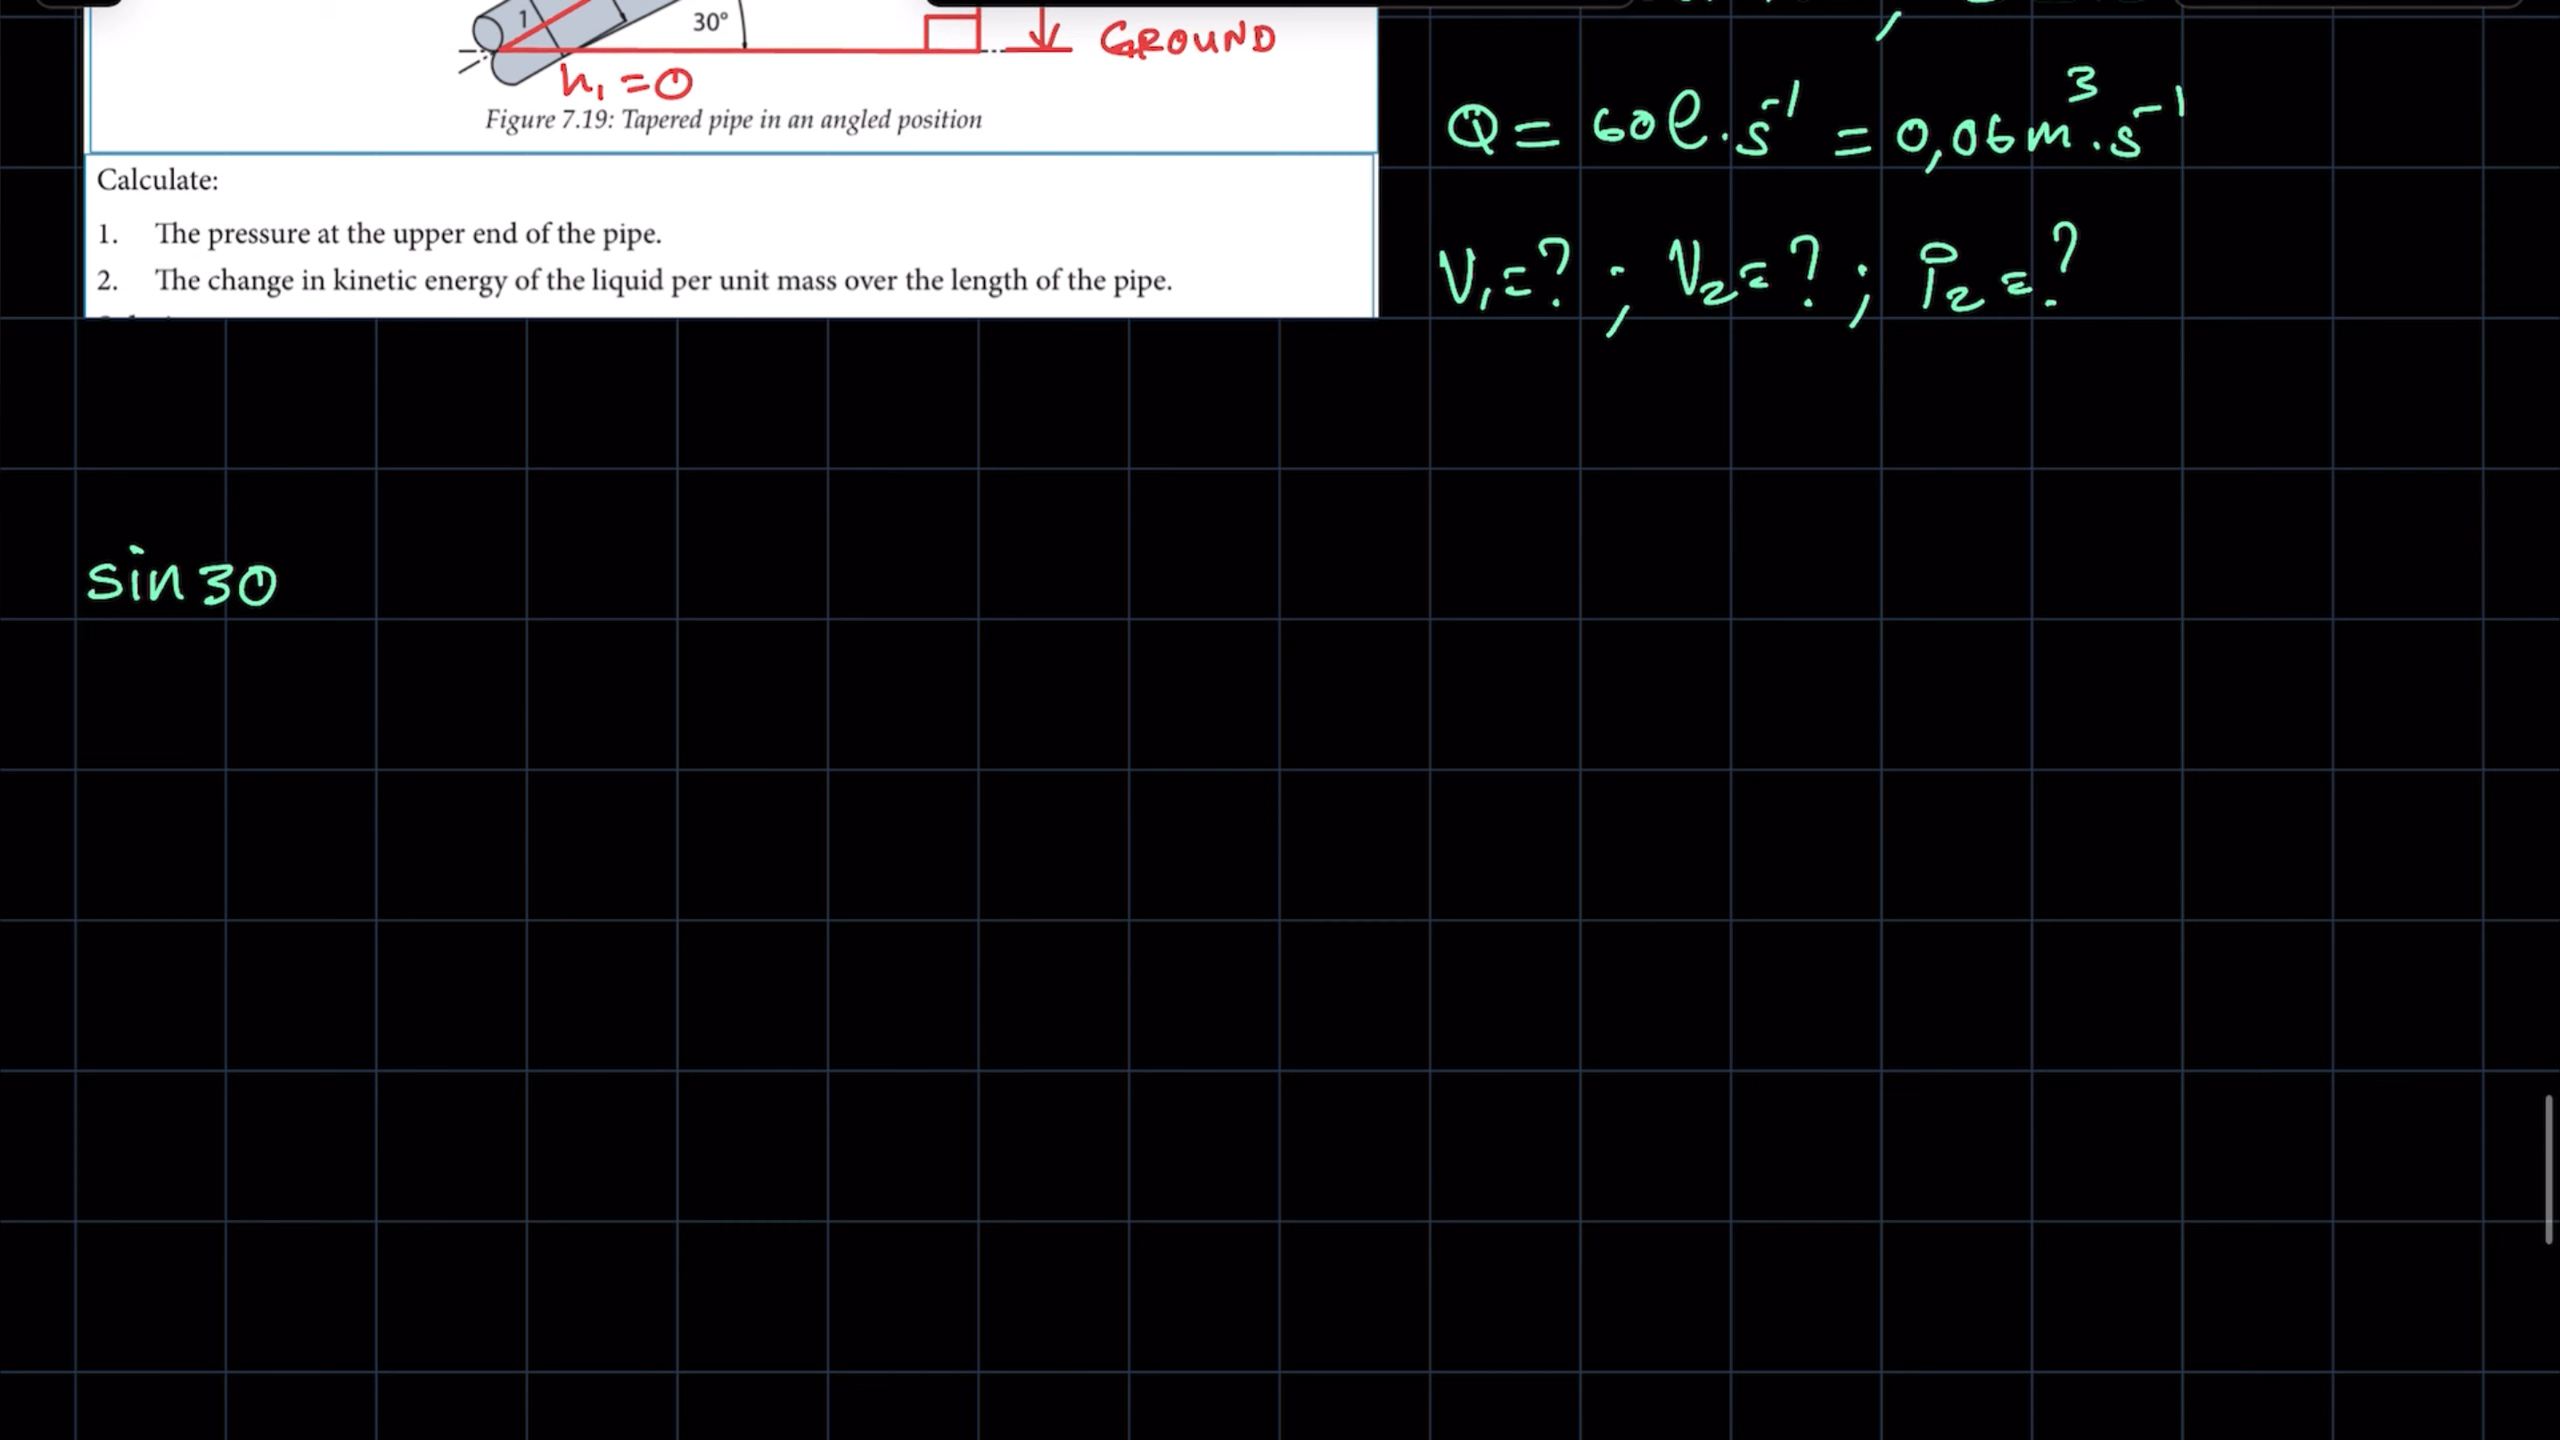 1
30°
GROUND
h₁ = 0
Figure 7.19: Tapered pipe in an angled position
Q = 60 ℓ.s⁻¹ = 0,06 m³.s⁻¹
Calculate:
1. The pressure at the upper end of the pipe.
2. The change in kinetic energy of the liquid per unit mass over the length of the pipe.
V₁ = ? ; V₂ = ? ; P₂ = ?
sin 30